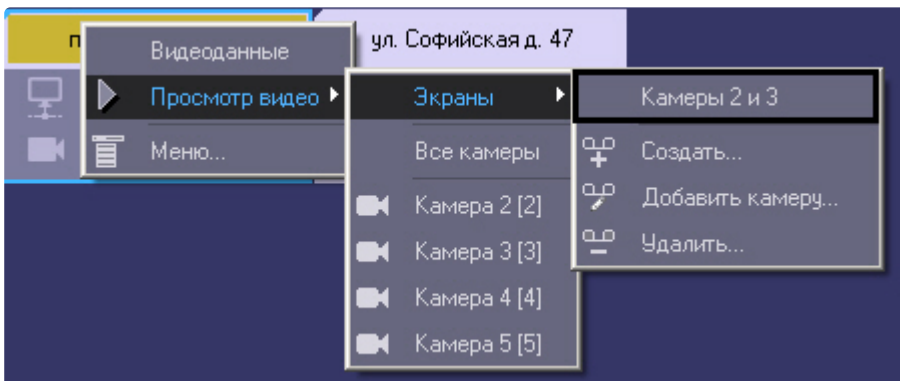 п
ул. Софийская д. 47
Видеоданные
Просмотр видео
Меню...
Экраны
Все камеры
Камера 2 [2]
Камера 3 [3]
Камера 4 [4]
Камера 5 [5]
Камеры 2 и 3
Создать...
Добавить камеру...
Удалить...